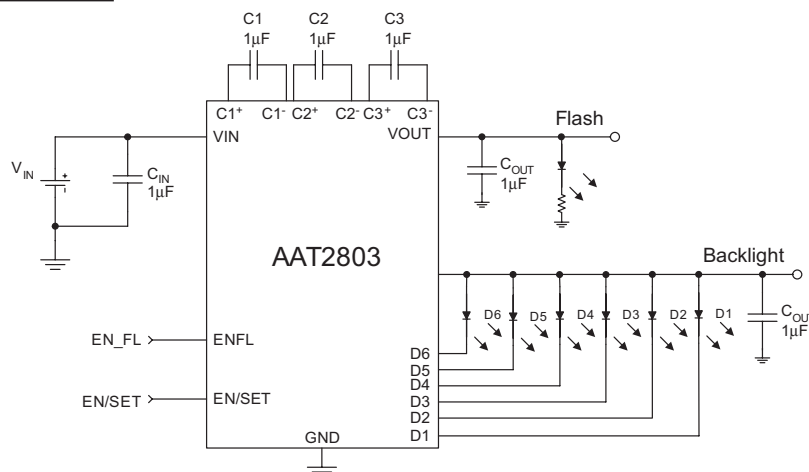 C1
1μF
C2
1μF
C3
1μF
C1+
C1-
C2+
C2-
C3+
C3-
VIN
VOUT
Flash
VIN
+
-
CIN
1μF
COUT
1μF
AAT2803
Backlight
D6
D5
D4
D3
D2
D1
COU
1μF
EN_FL
ENFL
D6
D5
D4
D3
D2
D1
EN/SET
EN/SET
GND